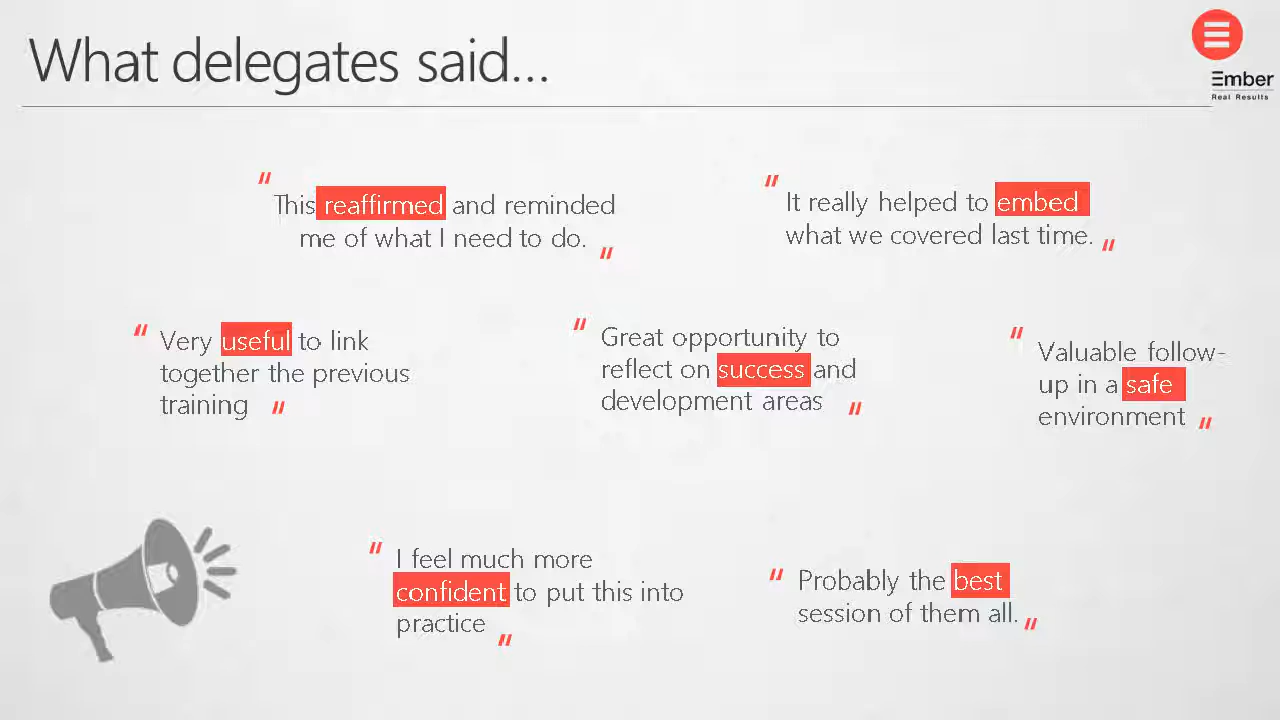 What delegates said...
Ember
Real Results
" This reaffirmed and reminded
me of what I need to do. "
" It really helped to embed
what we covered last time. "
" Very useful to link
together the previous
training "
" Great opportunity to
reflect on success and
development areas "
" Valuable follow-
up in a safe
environment "
" I feel much more
confident to put this into
practice "
" Probably the best
session of them all. "